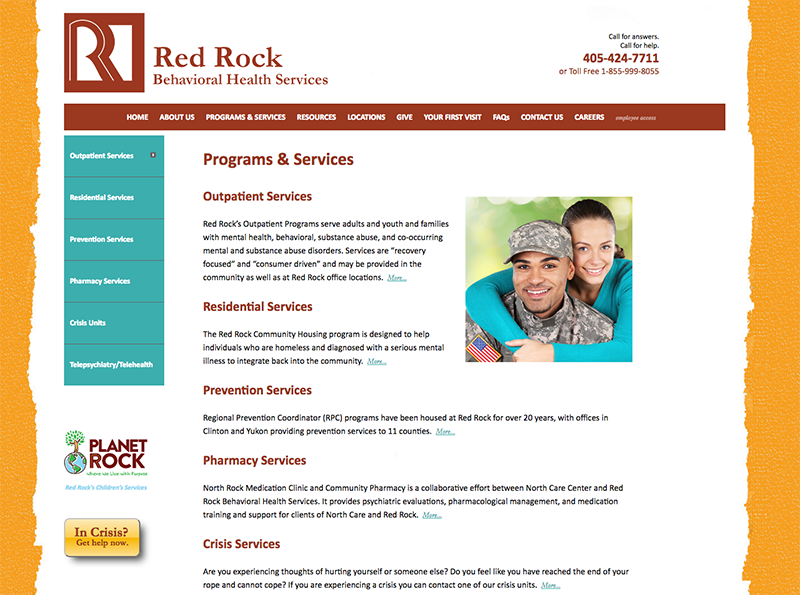 Red Rock
Behavioral Health Services
Call for answers.
Call for help.
405-424-7711
or Toll Free 1-855-999-8055
HOME ABOUT US PROGRAMS & SERVICES RESOURCES LOCATIONS GIVE YOUR FIRST VISIT FAQs CONTACT US CAREERS employee access
Outpatient Services
Residential Services
Prevention Services
Pharmacy Services
Crisis Units
Telepsychiatry/Telehealth
PLANET
ROCK
Where We Live with Purpose
Red Rock's Children's Services
In Crisis?
Get help now.
Programs & Services
Outpatient Services
Red Rock's Outpatient Programs serve adults and youth and families
with mental health, behavioral, substance abuse, and co-occurring
mental and substance abuse disorders. Services are “recovery
focused” and “consumer driven” and may be provided in the
community as well as at Red Rock office locations. More...
Residential Services
The Red Rock Community Housing program is designed to help
individuals who are homeless and diagnosed with a serious mental
illness to integrate back into the community. More...
Prevention Services
Regional Prevention Coordinator (RPC) programs have been housed at Red Rock for over 20 years, with offices in
Clinton and Yukon providing prevention services to 11 counties. More...
Pharmacy Services
North Rock Medication Clinic and Community Pharmacy is a collaborative effort between North Care Center and Red
Rock Behavioral Health Services. It provides psychiatric evaluations, pharmacological management, and medication
training and support for clients of North Care and Red Rock. More...
Crisis Services
Are you experiencing thoughts of hurting yourself or someone else? Do you feel like you have reached the end of your
rope and cannot cope? If you are experiencing a crisis you can contact one of our crisis units. More...